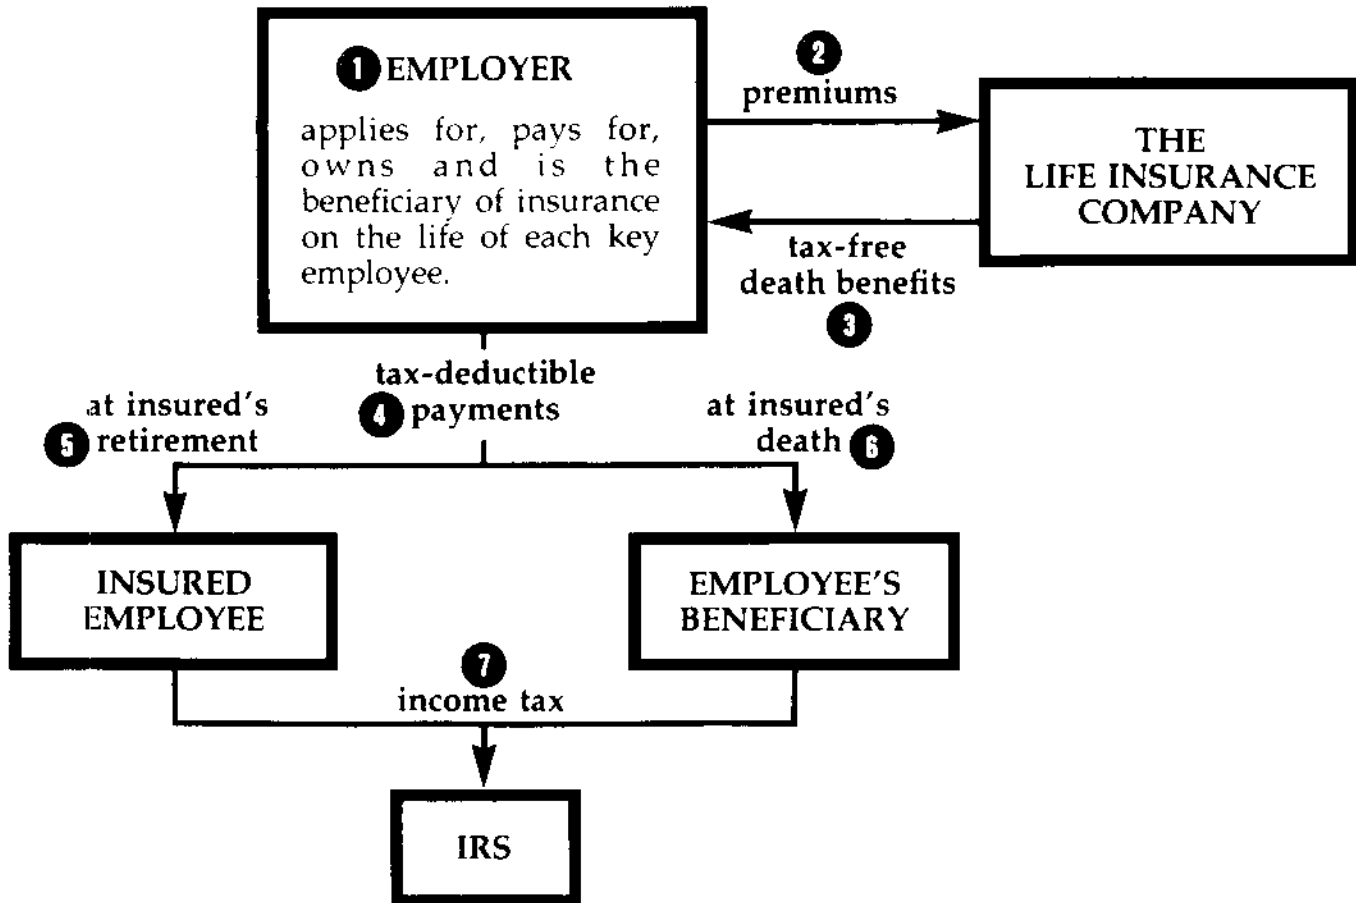 1 EMPLOYER
applies for, pays for,
owns and is the
beneficiary of insurance
on the life of each key
employee.
2
premiums
THE
LIFE INSURANCE
COMPANY
tax-free
death benefits
3
tax-deductible
4 payments
at insured's
5 retirement
at insured's
death 6
INSURED
EMPLOYEE
EMPLOYEE'S
BENEFICIARY
7
income tax
IRS